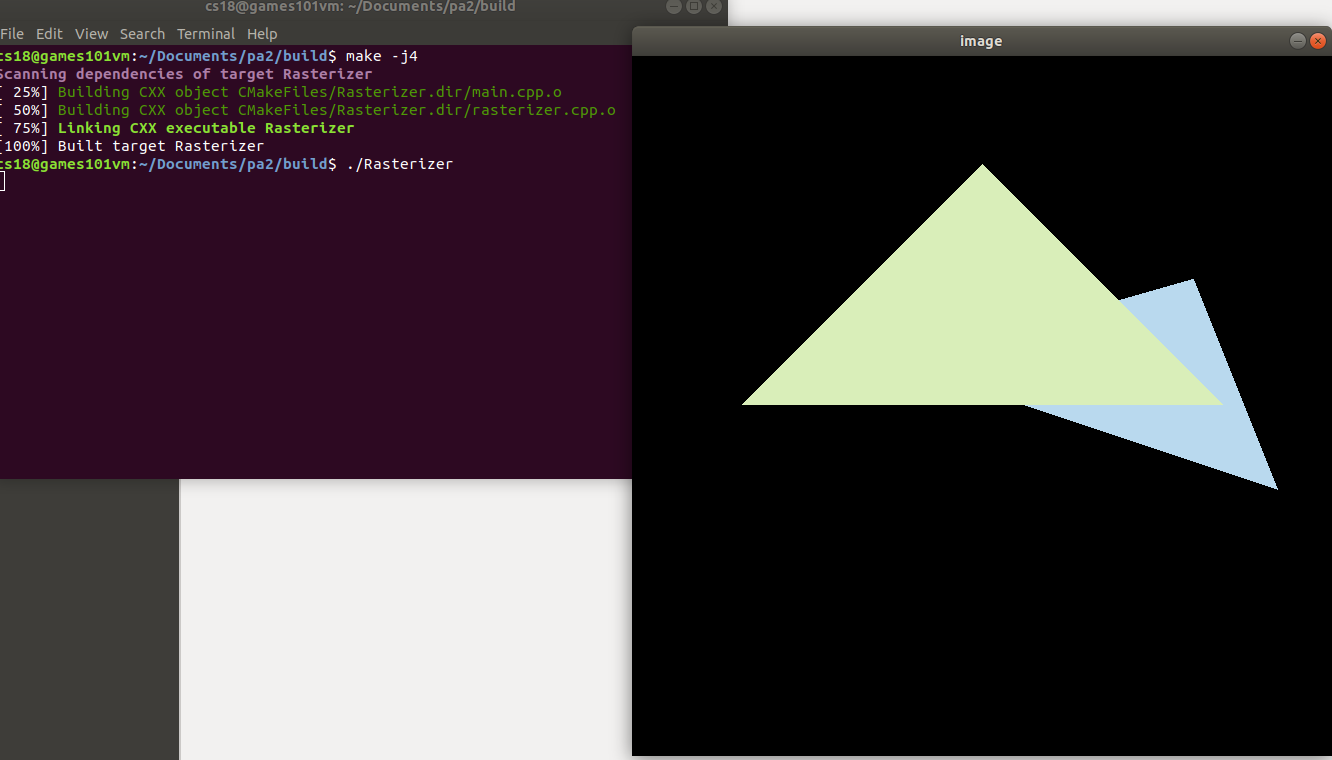 cs18@games101vm: ~/Documents/pa2/build
File Edit View Search Terminal Help
cs18@games101vm:~/Documents/pa2/build$ make -j4
Scanning dependencies of target Rasterizer
[ 25%] Building CXX object CMakeFiles/Rasterizer.dir/main.cpp.o
[ 50%] Building CXX object CMakeFiles/Rasterizer.dir/rasterizer.cpp.o
[ 75%] Linking CXX executable Rasterizer
[100%] Built target Rasterizer
cs18@games101vm:~/Documents/pa2/build$ ./Rasterizer
image